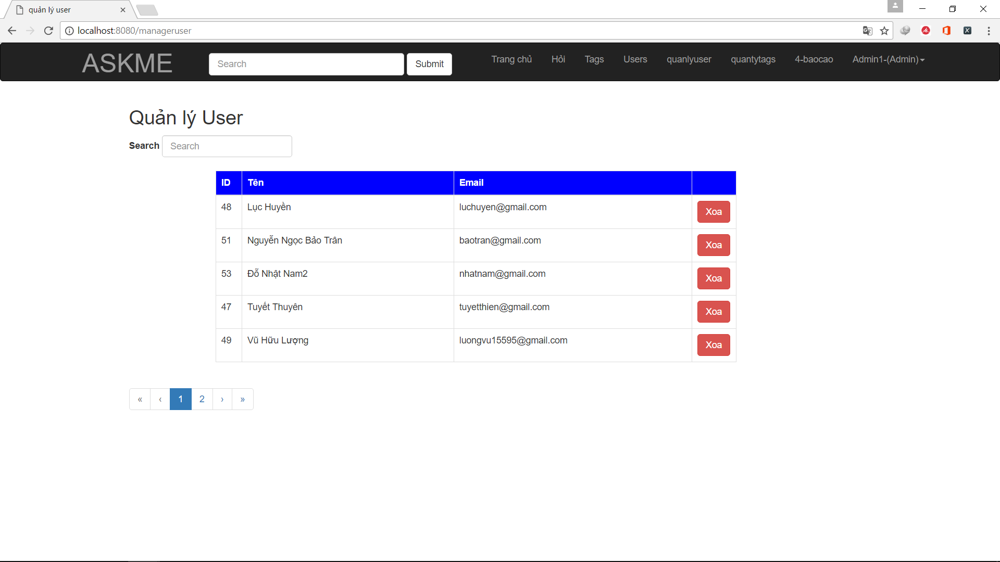 quản lý user
localhost:8080/manageruser
ASKME Search Submit Trang chủ Hỏi Tags Users quanlyuser quantytags 4-baocao Admin1-(Admin)
Quản lý User
Search Search
ID Tên Email
48 Lục Huyền luchuyen@gmail.com Xoa
51 Nguyễn Ngọc Bảo Trân baotran@gmail.com Xoa
53 Đỗ Nhật Nam2 nhatnam@gmail.com Xoa
47 Tuyết Thuyên tuyetthien@gmail.com Xoa
49 Vũ Hữu Lượng luongvu15595@gmail.com Xoa
« ‹ 1 2 › »